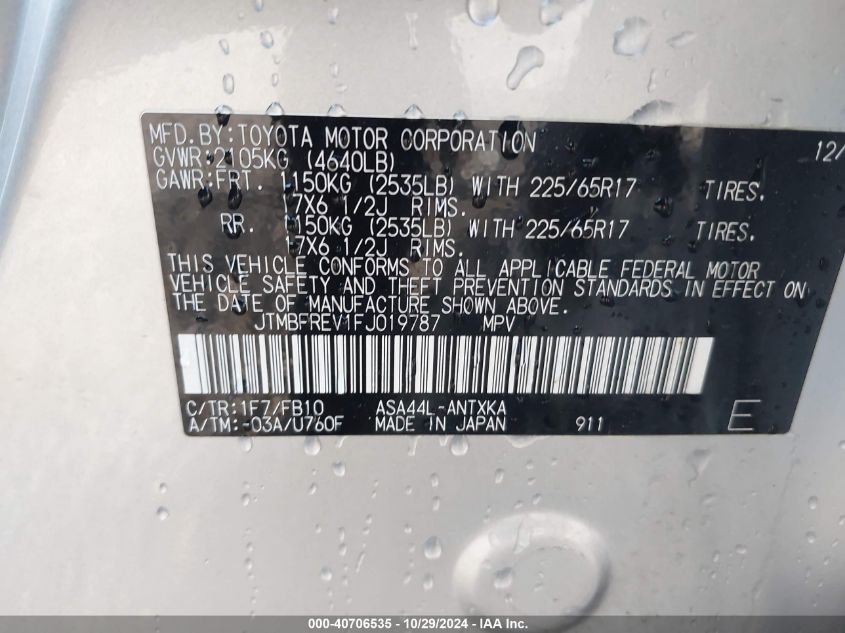 MFD.BY:TOYOTA MOTOR CORPORATION 12/
GVWR:2105KG (4640LB)
GAWR:FRT. 1150KG (2535LB) WITH 225/65R17 TIRES.
17X6 1/2J RIMS.
RR. 1150KG (2535LB) WITH 225/65R17 TIRES.
17X6 1/2J RIMS.
THIS VEHICLE CONFORMS TO ALL APPLICABLE FEDERAL MOTOR
VEHICLE SAFETY AND THEFT PREVENTION STANDARDS IN EFFECT ON
THE DATE OF MANUFACTURE SHOWN ABOVE.
JTMBFREV1FJ019787 MPV
C/TR:1F7/FB10 ASA44L-ANTXKA
A/TM:-03A/U760F MADE IN JAPAN 911 E
000-40706535 - 10/29/2024 - IAA Inc.